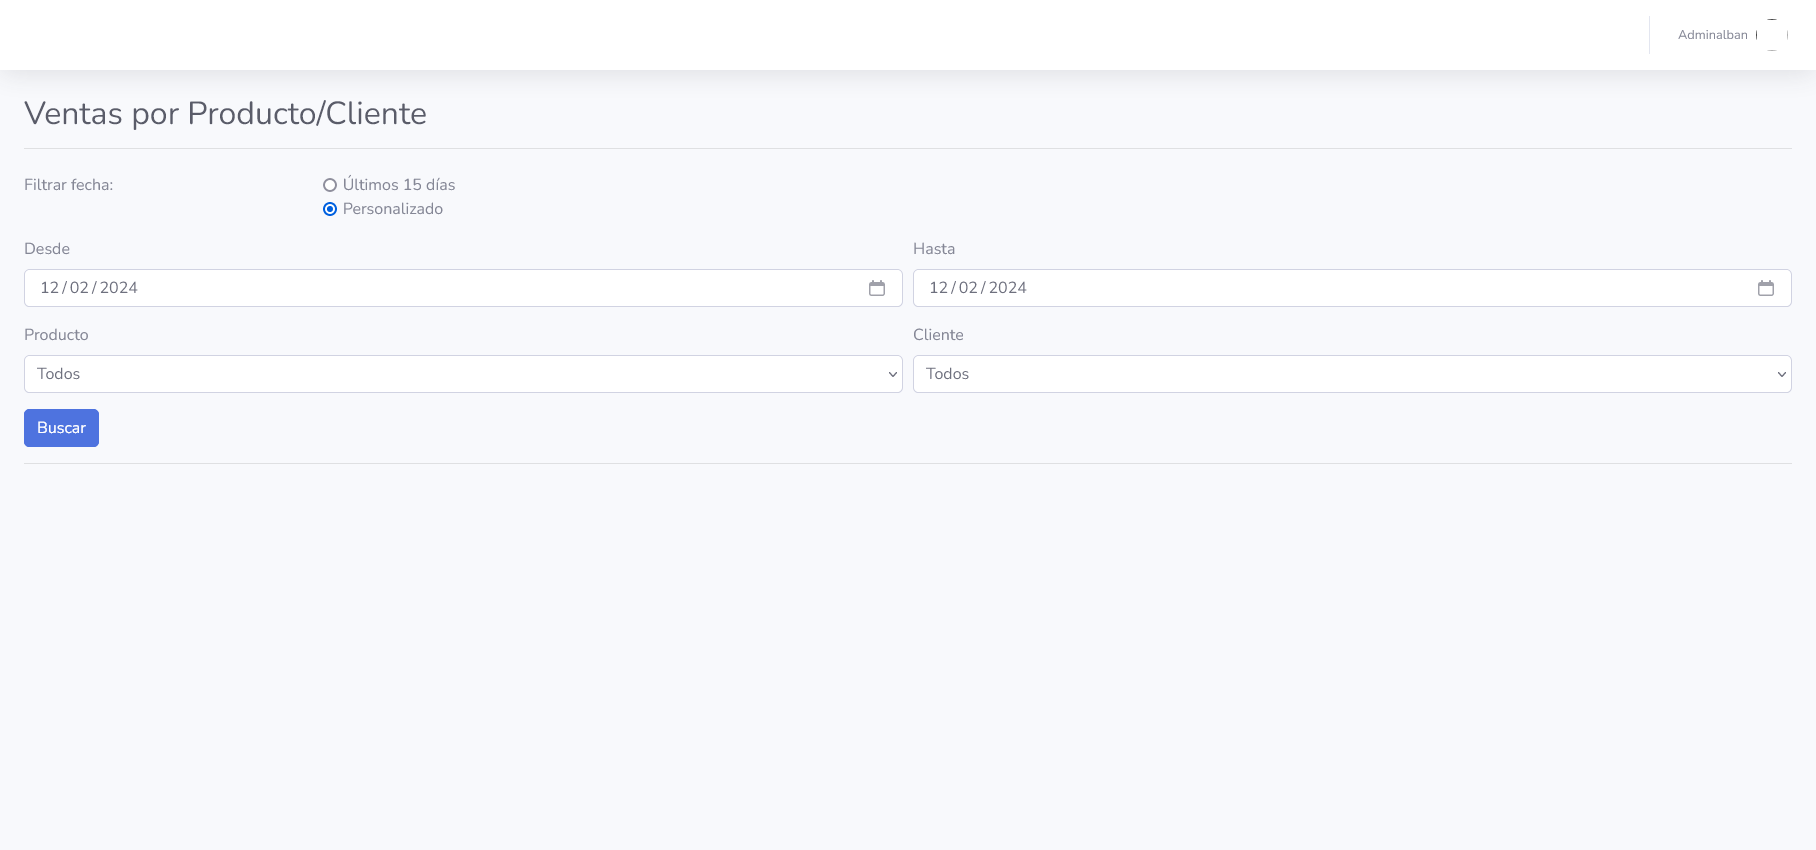 Adminalban
Ventas por Producto/Cliente
Filtrar fecha:
Últimos 15 días
Personalizado
Desde
Hasta
12/02/2024
12/02/2024
Producto
Cliente
Todos
Todos
Buscar